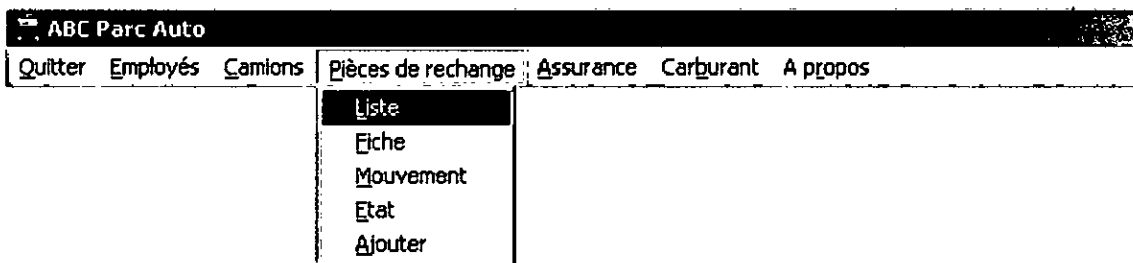 ABC Parc Auto
Quitter Employés Camions Pièces de rechange Assurance Carburant A propos
Liste
Fiche
Mouvement
Etat
Ajouter